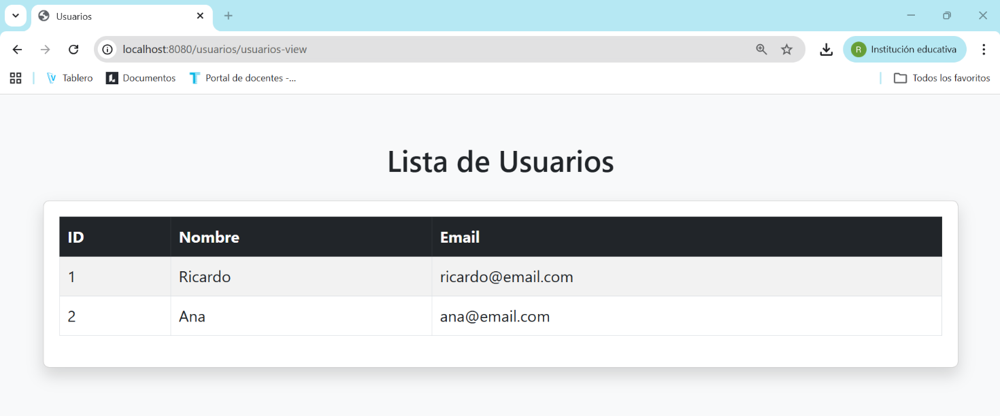 Usuarios
localhost:8080/usuarios/usuarios-view
R Institución educativa
Tablero Documentos Portal de docentes -... Todos los favoritos
Lista de Usuarios
ID Nombre Email
1 Ricardo ricardo@email.com
2 Ana ana@email.com